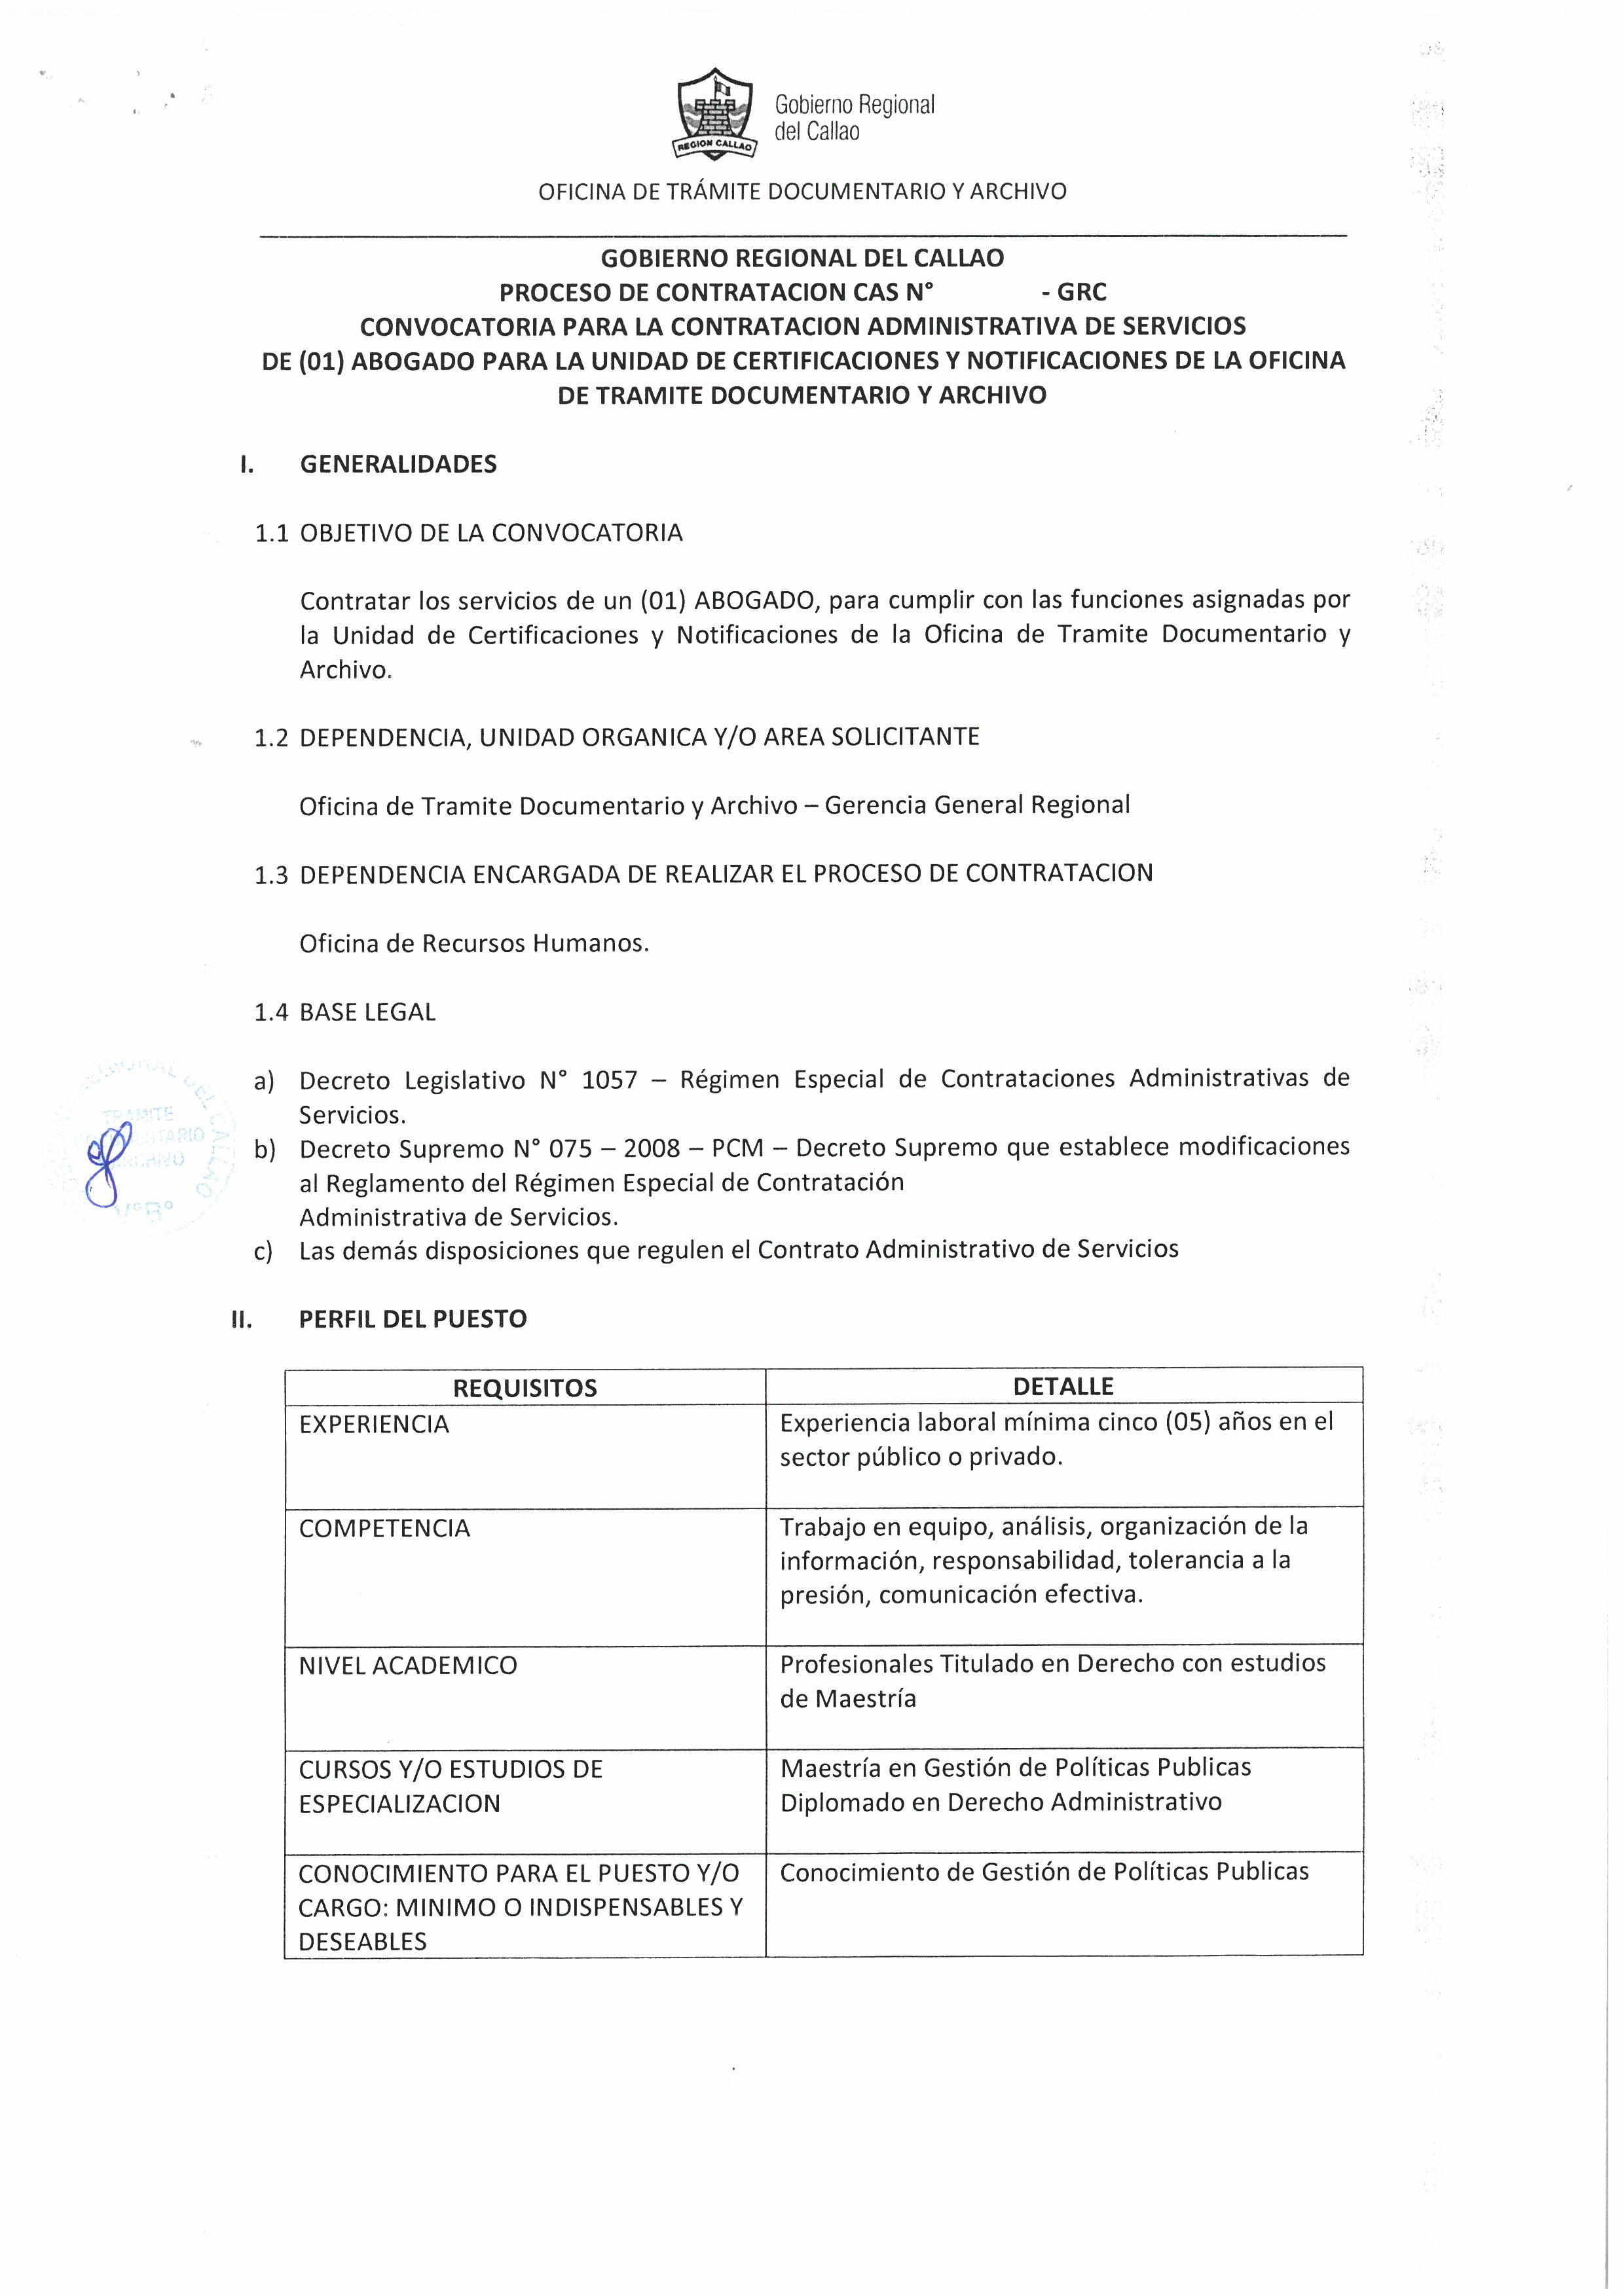 Gobierno Regional
del Callao
REGION CALLAO
OFICINA DE TRÁMITE DOCUMENTARIO Y ARCHIVO
GOBIERNO REGIONAL DEL CALLAO
PROCESO DE CONTRATACION CAS N° - GRC
CONVOCATORIA PARA LA CONTRATACION ADMINISTRATIVA DE SERVICIOS
DE (01) ABOGADO PARA LA UNIDAD DE CERTIFICACIONES Y NOTIFICACIONES DE LA OFICINA
DE TRAMITE DOCUMENTARIO Y ARCHIVO
I. GENERALIDADES
1.1 OBJETIVO DE LA CONVOCATORIA
Contratar los servicios de un (01) ABOGADO, para cumplir con las funciones asignadas por
la Unidad de Certificaciones y Notificaciones de la Oficina de Tramite Documentario y
Archivo.
1.2 DEPENDENCIA, UNIDAD ORGANICA Y/O AREA SOLICITANTE
Oficina de Tramite Documentario y Archivo – Gerencia General Regional
1.3 DEPENDENCIA ENCARGADA DE REALIZAR EL PROCESO DE CONTRATACION
Oficina de Recursos Humanos.
1.4 BASE LEGAL
a) Decreto Legislativo N° 1057 – Régimen Especial de Contrataciones Administrativas de
Servicios.
b) Decreto Supremo N° 075 – 2008 – PCM – Decreto Supremo que establece modificaciones
al Reglamento del Régimen Especial de Contratación
Administrativa de Servicios.
c) Las demás disposiciones que regulen el Contrato Administrativo de Servicios
REGIONAL DEL CALLAO
TRAMITE
V°B°
II. PERFIL DEL PUESTO
REQUISITOS DETALLE
EXPERIENCIA Experiencia laboral mínima cinco (05) años en el
sector público o privado.
COMPETENCIA Trabajo en equipo, análisis, organización de la
información, responsabilidad, tolerancia a la
presión, comunicación efectiva.
NIVEL ACADEMICO Profesionales Titulado en Derecho con estudios
de Maestría
CURSOS Y/O ESTUDIOS DE Maestría en Gestión de Políticas Publicas
ESPECIALIZACION Diplomado en Derecho Administrativo
CONOCIMIENTO PARA EL PUESTO Y/O Conocimiento de Gestión de Políticas Publicas
CARGO: MINIMO O INDISPENSABLES Y
DESEABLES